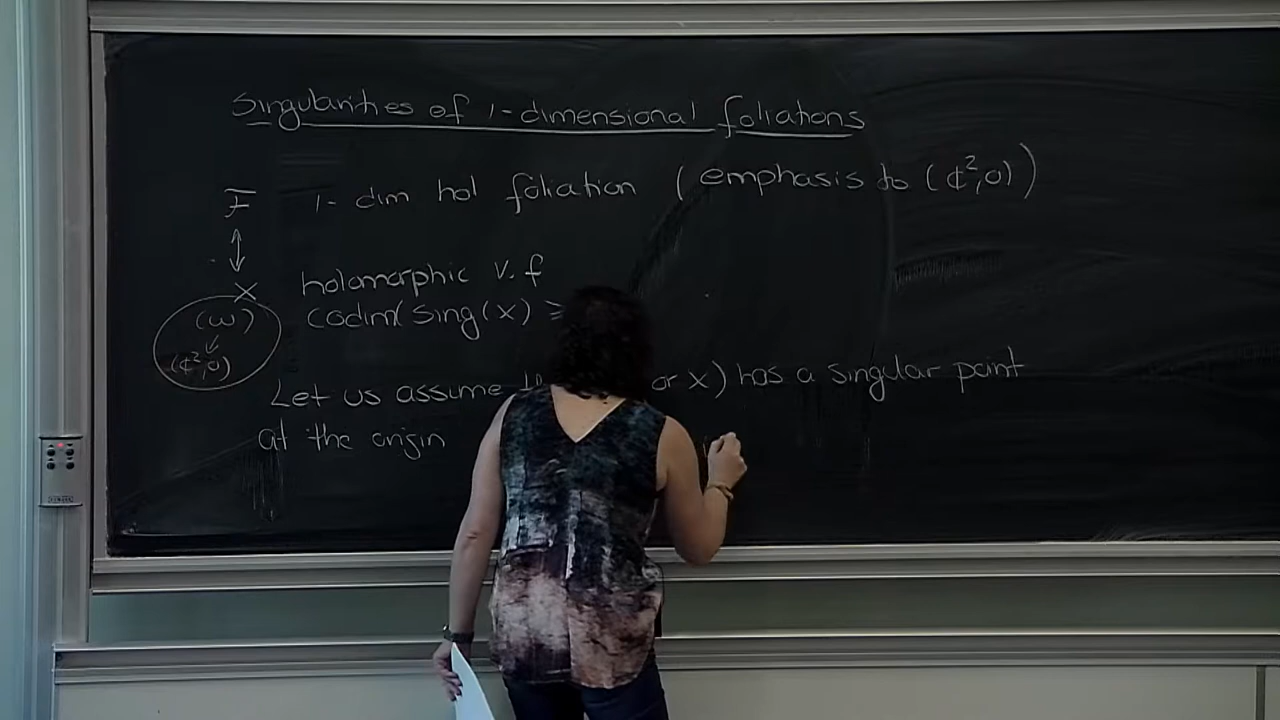 Singularities of 1-dimensional foliations
F 1-dim hol foliation (emphasis to (ℂ²,0))
↕
X holomorphic v.f
(ω) codim(Sing(X) ≥
↙
(ℂ²,0)
Let us assume or X) has a singular point
at the origin